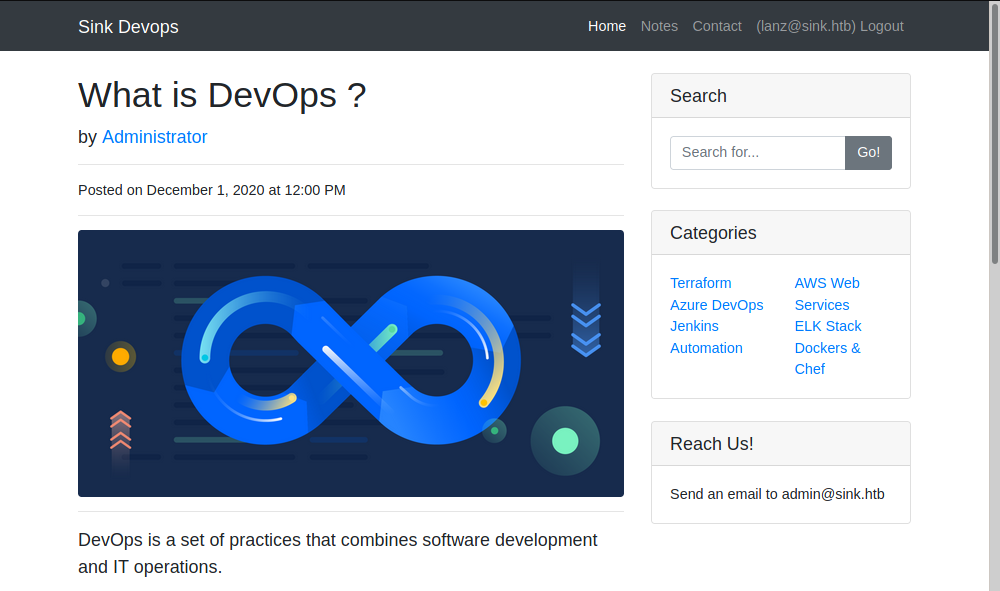 Sink Devops
Home Notes Contact (lanz@sink.htb) Logout
What is DevOps ?
by Administrator
Posted on December 1, 2020 at 12:00 PM
DevOps is a set of practices that combines software development
and IT operations.
Search
Search for... Go!
Categories
Terraform
Azure DevOps
Jenkins
Automation
AWS Web
Services
ELK Stack
Dockers &
Chef
Reach Us!
Send an email to admin@sink.htb